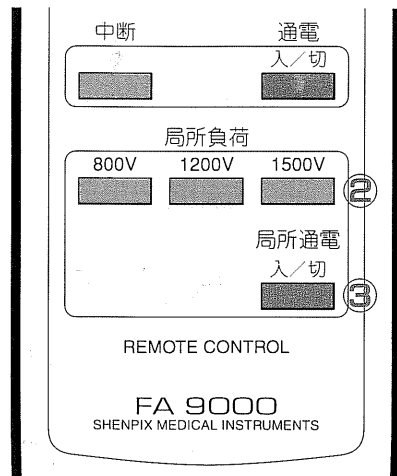 中断 通電
入／切
局所負荷
800V 1200V 1500V
②
局所通電
入／切
③
REMOTE CONTROL
FA 9000
SHENPIX MEDICAL INSTRUMENTS